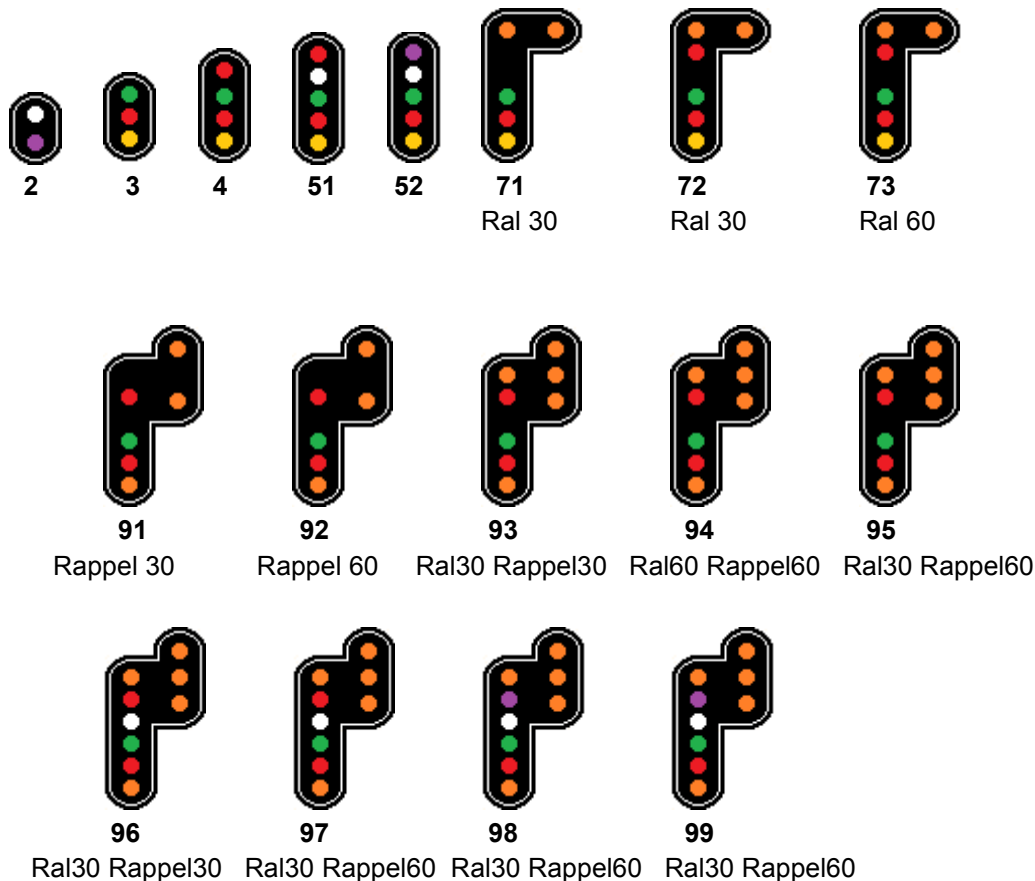 2 3 4 51 52 71 72 73
Ral 30 Ral 30 Ral 60
91 92 93 94 95
Rappel 30 Rappel 60 Ral30 Rappel30 Ral60 Rappel60 Ral30 Rappel60
96 97 98 99
Ral30 Rappel30 Ral30 Rappel60 Ral30 Rappel60 Ral30 Rappel60